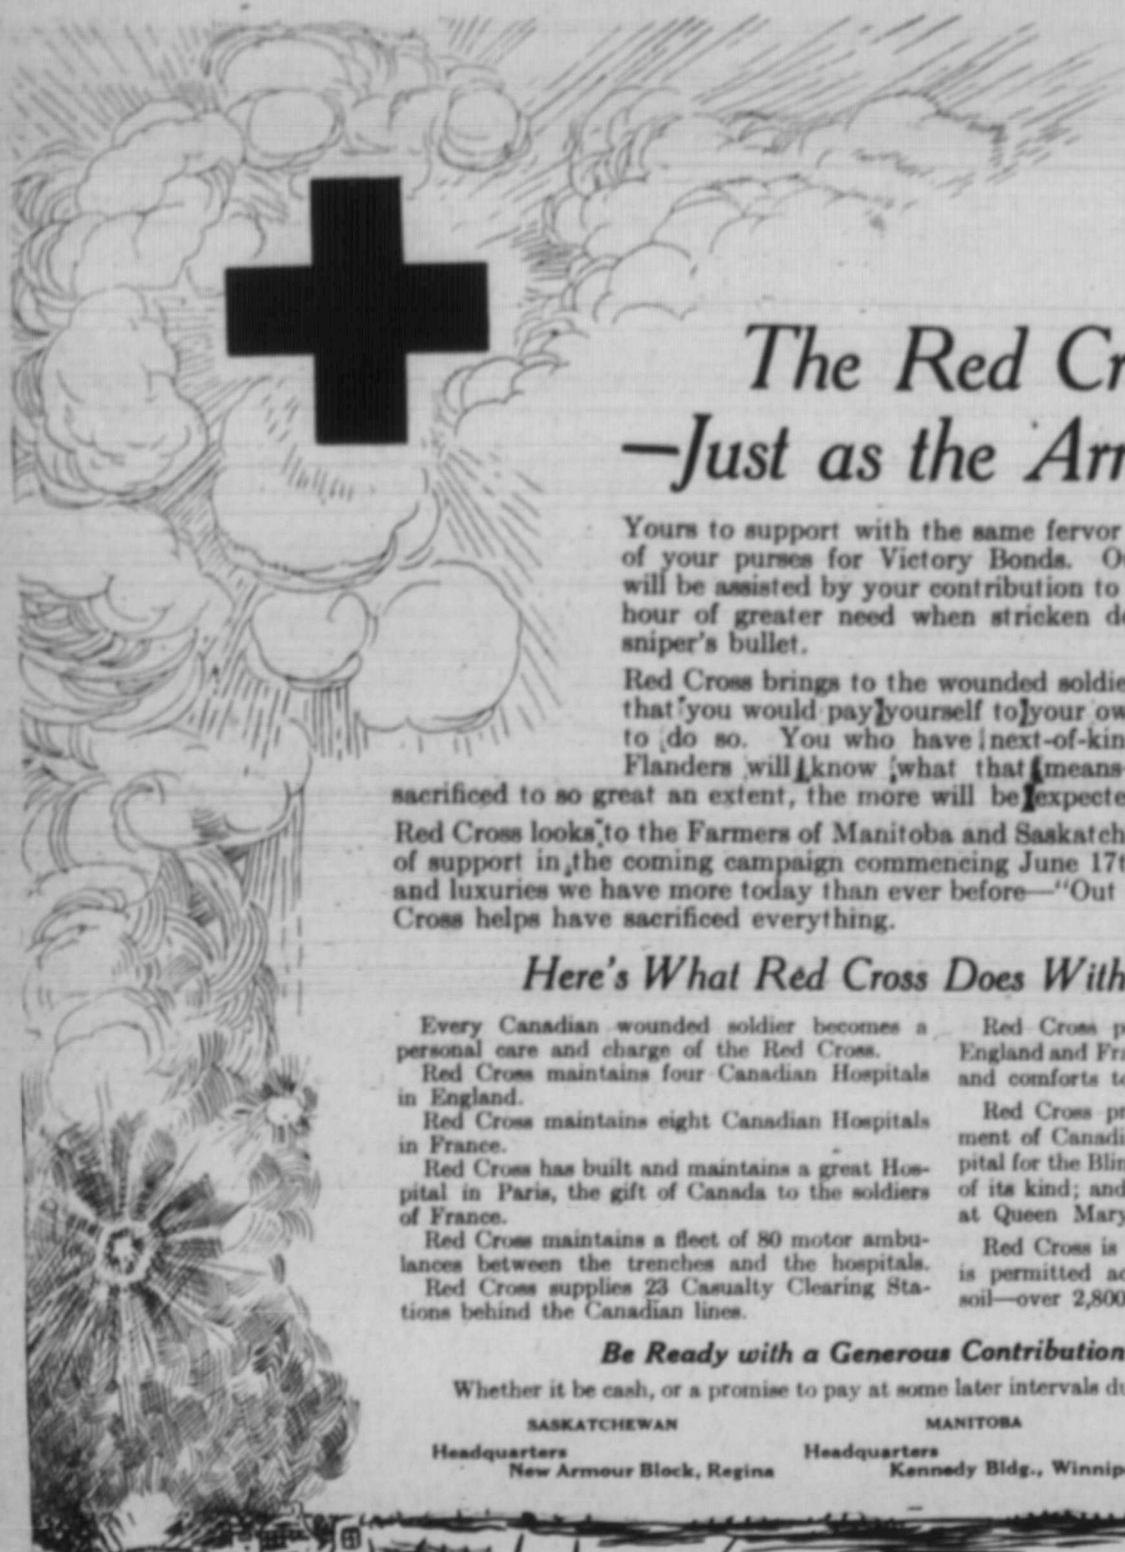 The Red Cr
—Just as the Arm
Yours to support with the same fervor
of your purses for Victory Bonds. Ou
will be assisted by your contribution to
hour of greater need when stricken do
sniper's bullet.
Red Cross brings to the wounded soldie
that you would pay yourself to your ow
to do so. You who have next-of-kin
Flanders will know what that means—
sacrificed to so great an extent, the more will be expecte
Red Cross looks to the Farmers of Manitoba and Saskatch
of support in the coming campaign commencing June 17t
and luxuries we have more today than ever before—"Out
Cross helps have sacrificed everything.
Here's What Red Cross Does With
Every Canadian wounded soldier becomes a
personal care and charge of the Red Cross.
Red Cross maintains four Canadian Hospitals
in England.
Red Cross maintains eight Canadian Hospitals
in France.
Red Cross has built and maintains a great Hos-
pital in Paris, the gift of Canada to the soldiers
of France.
Red Cross maintains a fleet of 80 motor ambu-
lances between the trenches and the hospitals.
Red Cross supplies 23 Casualty Clearing Sta-
tions behind the Canadian lines.
Red Cross p
England and Fra
and comforts to
Red Cross pr
ment of Canadi
pital for the Blin
of its kind; and
at Queen Mary
Red Cross is
is permitted ac
soil—over 2,800
Be Ready with a Generous Contribution
Whether it be cash, or a promise to pay at some later intervals du
SASKATCHEWAN
Headquarters
New Armour Block, Regina
MANITOBA
Headquarters
Kennedy Bldg., Winnip